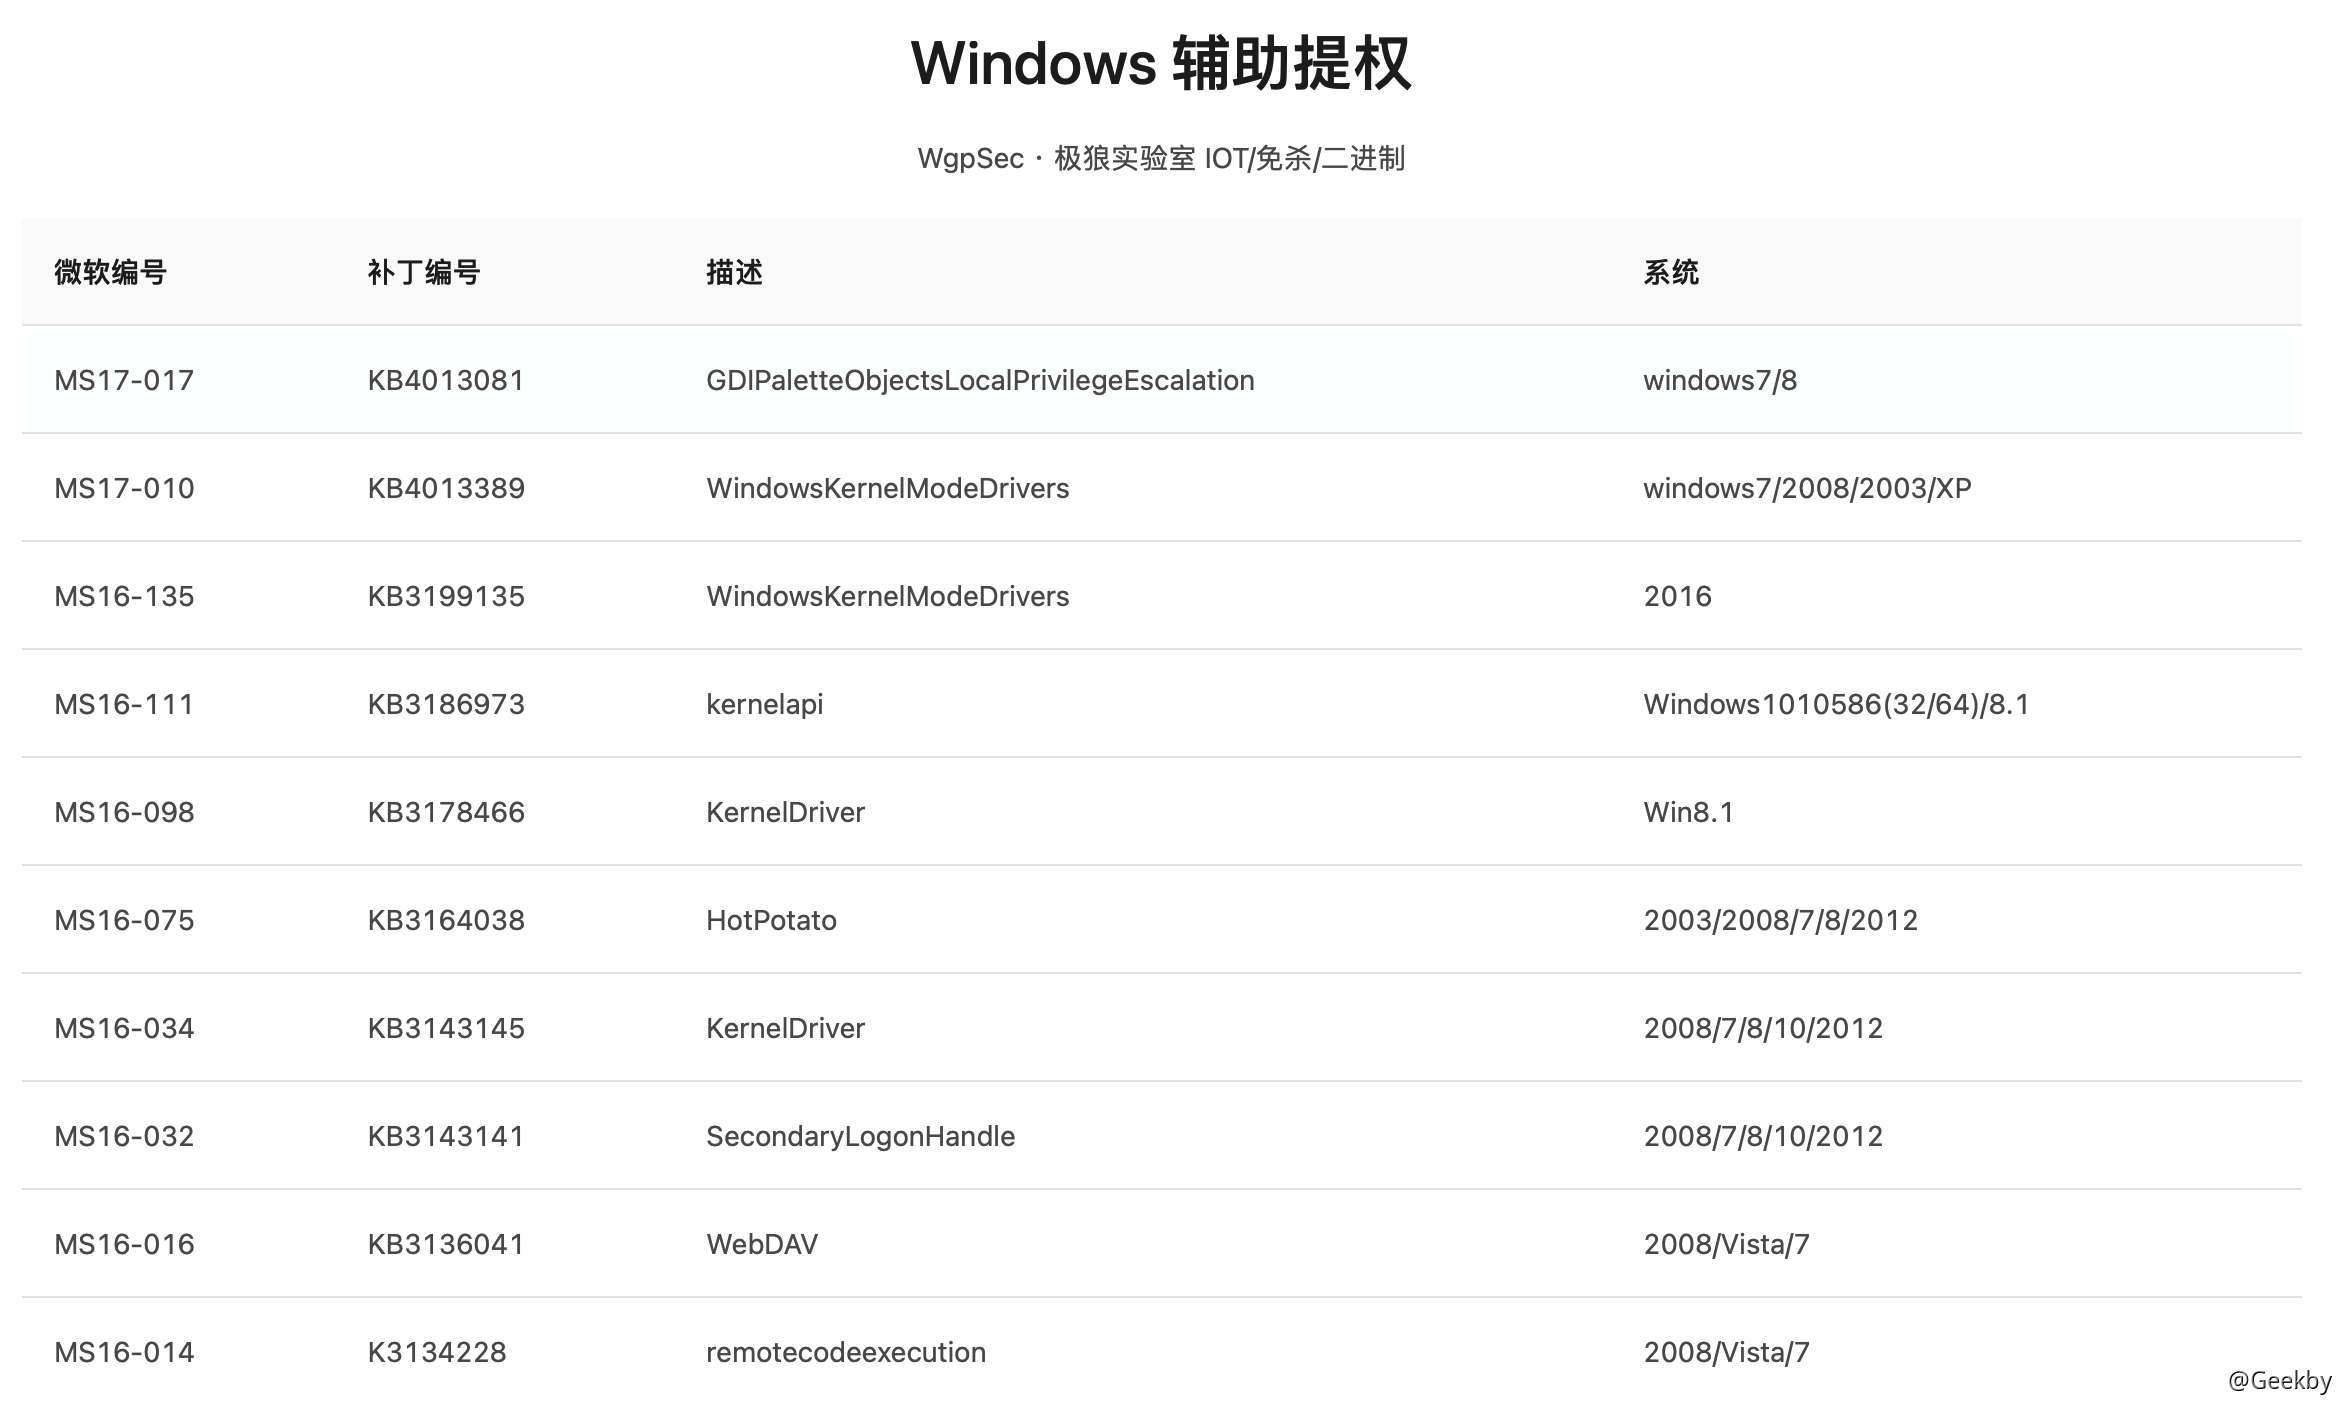 Windows 辅助提权
WgpSec · 极狼实验室 IOT/免杀/二进制
微软编号 补丁编号 描述 系统
MS17-017 KB4013081 GDIPaletteObjectsLocalPrivilegeEscalation windows7/8
MS17-010 KB4013389 WindowsKernelModeDrivers windows7/2008/2003/XP
MS16-135 KB3199135 WindowsKernelModeDrivers 2016
MS16-111 KB3186973 kernelapi Windows1010586(32/64)/8.1
MS16-098 KB3178466 KernelDriver Win8.1
MS16-075 KB3164038 HotPotato 2003/2008/7/8/2012
MS16-034 KB3143145 KernelDriver 2008/7/8/10/2012
MS16-032 KB3143141 SecondaryLogonHandle 2008/7/8/10/2012
MS16-016 KB3136041 WebDAV 2008/Vista/7
MS16-014 K3134228 remotecodeexecution 2008/Vista/7
@Geekby